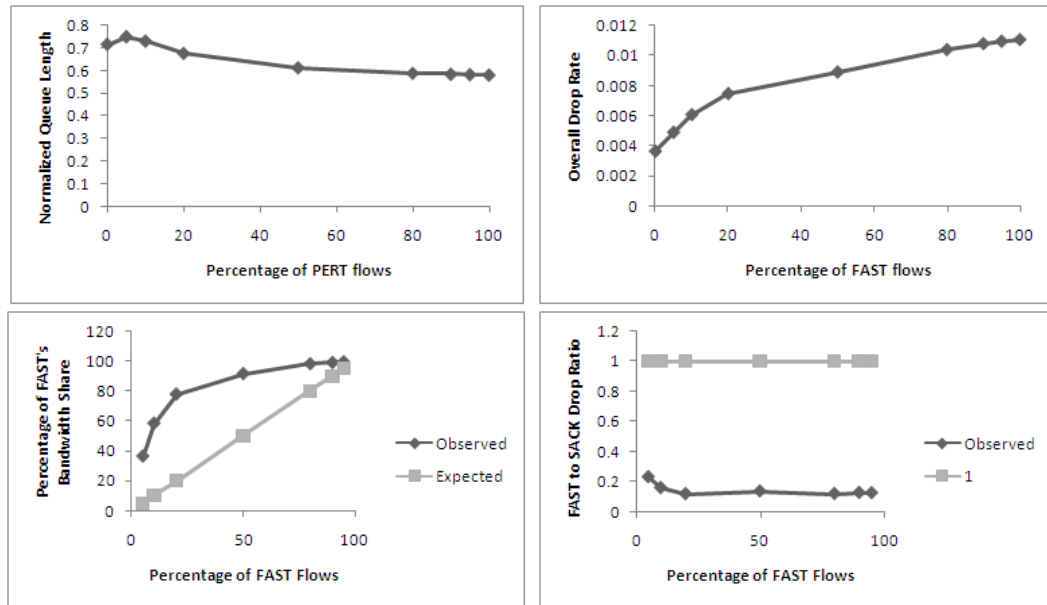 Normalized Queue Length
0.8
0.7
0.6
0.5
0.4
0.3
0.2
0.1
0
0 20 40 60 80 100
Percentage of PERT flows
Overall Drop Rate
0.012
0.01
0.008
0.006
0.004
0.002
0
0 20 40 60 80 100
Percentage of FAST flows
Percentage of FAST's
Bandwidth Share
120
100
80
60
40
20
0
0 50 100
Percentage of FAST Flows
Observed
Expected
FAST to SACK Drop Ratio
1.2
1
0.8
0.6
0.4
0.2
0
0 50 100
Percentage of FAST Flows
Observed
1